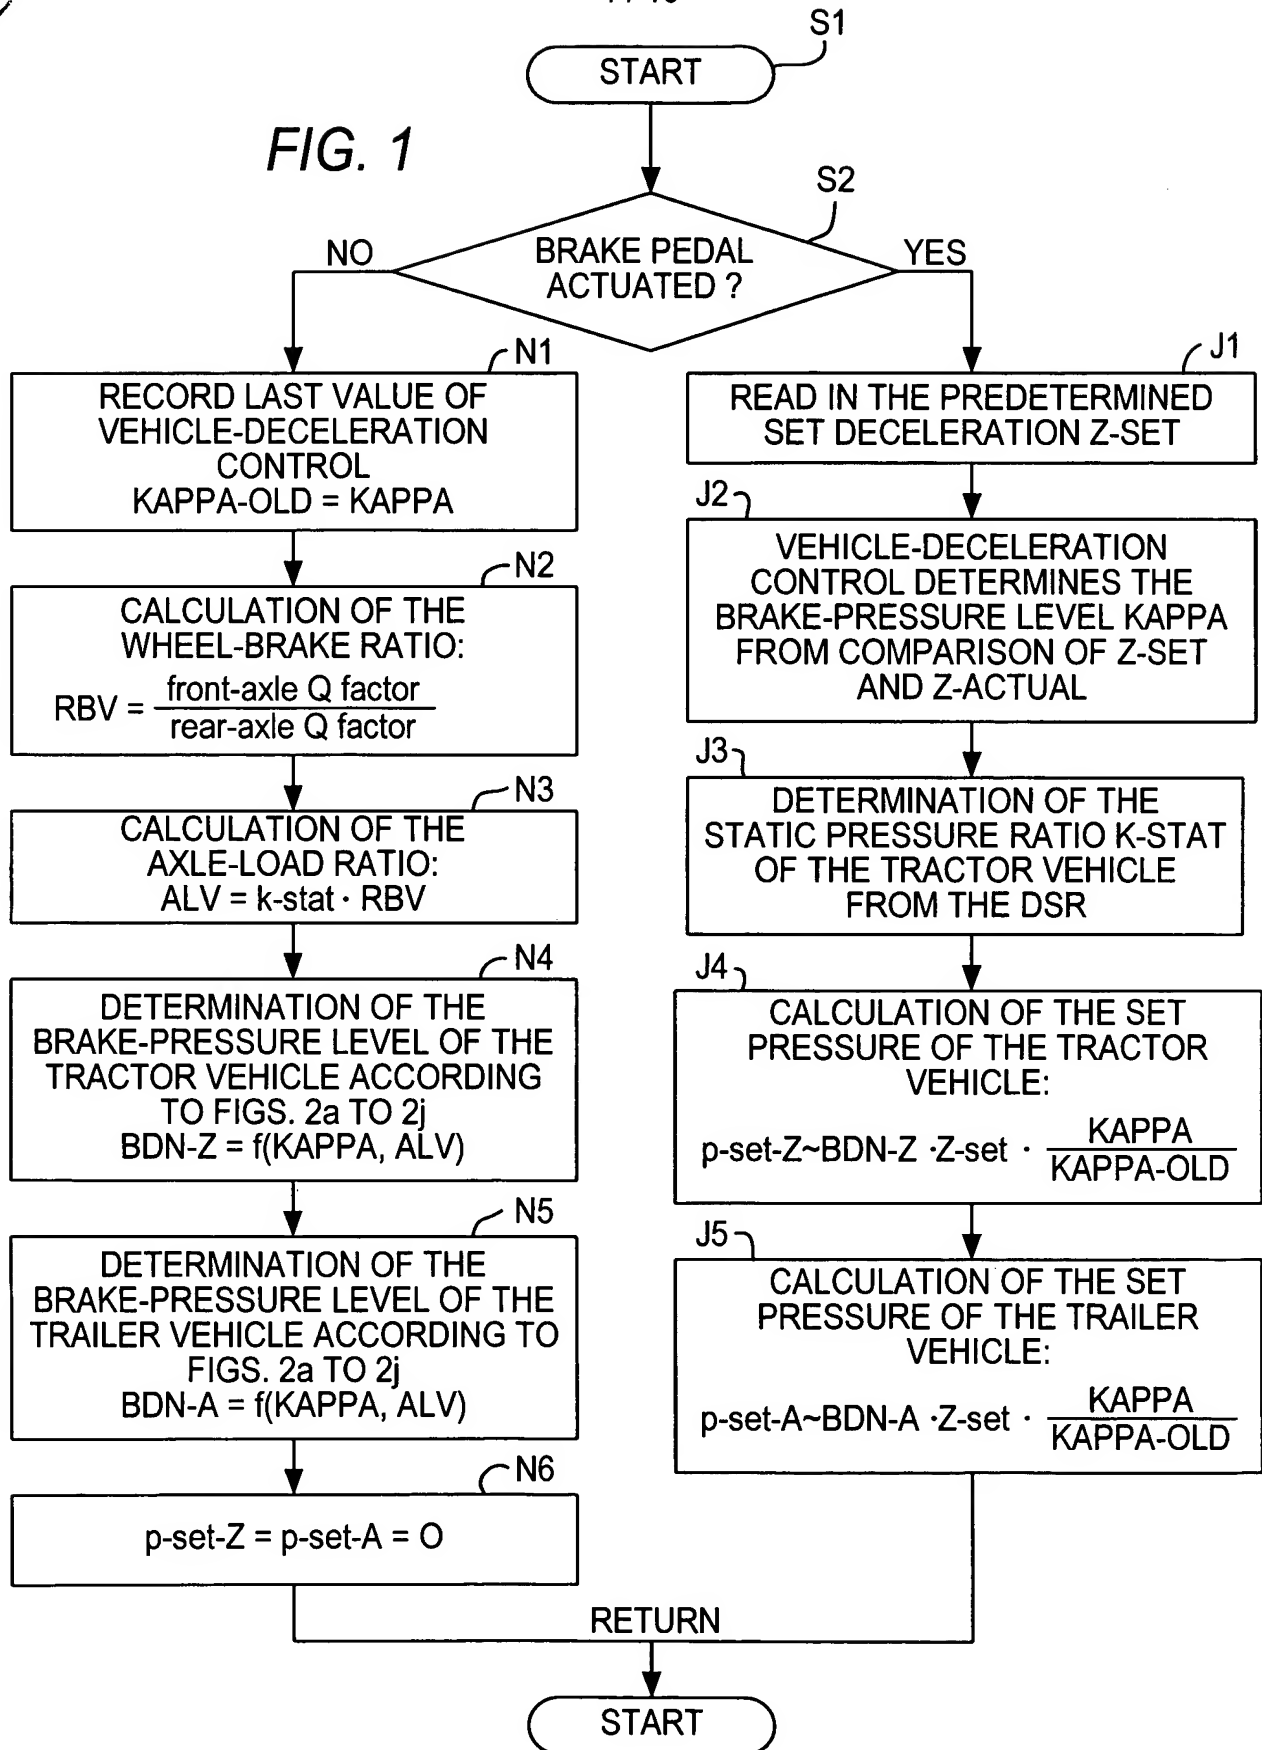 S1
START
FIG. 1
S2
BRAKE PEDAL
ACTUATED ?
NO
YES
N1
RECORD LAST VALUE OF
VEHICLE-DECELERATION
CONTROL
KAPPA-OLD = KAPPA
N2
CALCULATION OF THE
WHEEL-BRAKE RATIO:
RBV = front-axle Q factor
rear-axle Q factor
N3
CALCULATION OF THE
AXLE-LOAD RATIO:
ALV = k-stat · RBV
N4
DETERMINATION OF THE
BRAKE-PRESSURE LEVEL OF THE
TRACTOR VEHICLE ACCORDING
TO FIGS. 2a TO 2j
BDN-Z = f(KAPPA, ALV)
N5
DETERMINATION OF THE
BRAKE-PRESSURE LEVEL OF THE
TRAILER VEHICLE ACCORDING TO
FIGS. 2a TO 2j
BDN-A = f(KAPPA, ALV)
N6
p-set-Z = p-set-A = O
J1
READ IN THE PREDETERMINED
SET DECELERATION Z-SET
J2
VEHICLE-DECELERATION
CONTROL DETERMINES THE
BRAKE-PRESSURE LEVEL KAPPA
FROM COMPARISON OF Z-SET
AND Z-ACTUAL
J3
DETERMINATION OF THE
STATIC PRESSURE RATIO K-STAT
OF THE TRACTOR VEHICLE
FROM THE DSR
J4
CALCULATION OF THE SET
PRESSURE OF THE TRACTOR
VEHICLE:
p-set-Z~BDN-Z ·Z-set · KAPPA
KAPPA-OLD
J5
CALCULATION OF THE SET
PRESSURE OF THE TRAILER
VEHICLE:
p-set-A~BDN-A ·Z-set · KAPPA
KAPPA-OLD
RETURN
START